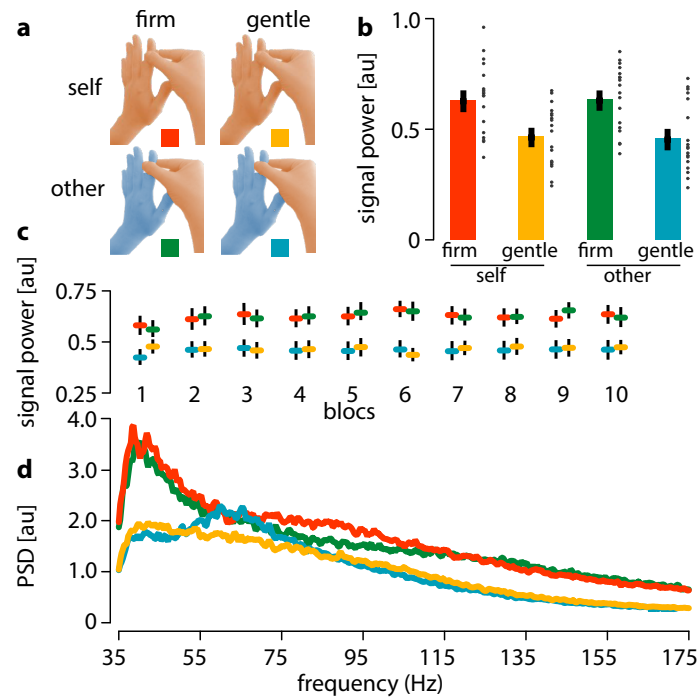 a
firm
gentle
self
other
b
signal power [au]
1.0
0.5
0
firm
gentle
firm
gentle
self
other
c
signal power [au]
0.75
0.5
0.25
1
2
3
4
5
6
7
8
9
10
blocs
d
PSD [au]
4.0
3.0
2.0
1.0
0
35
55
75
95
115
135
155
175
frequency (Hz)